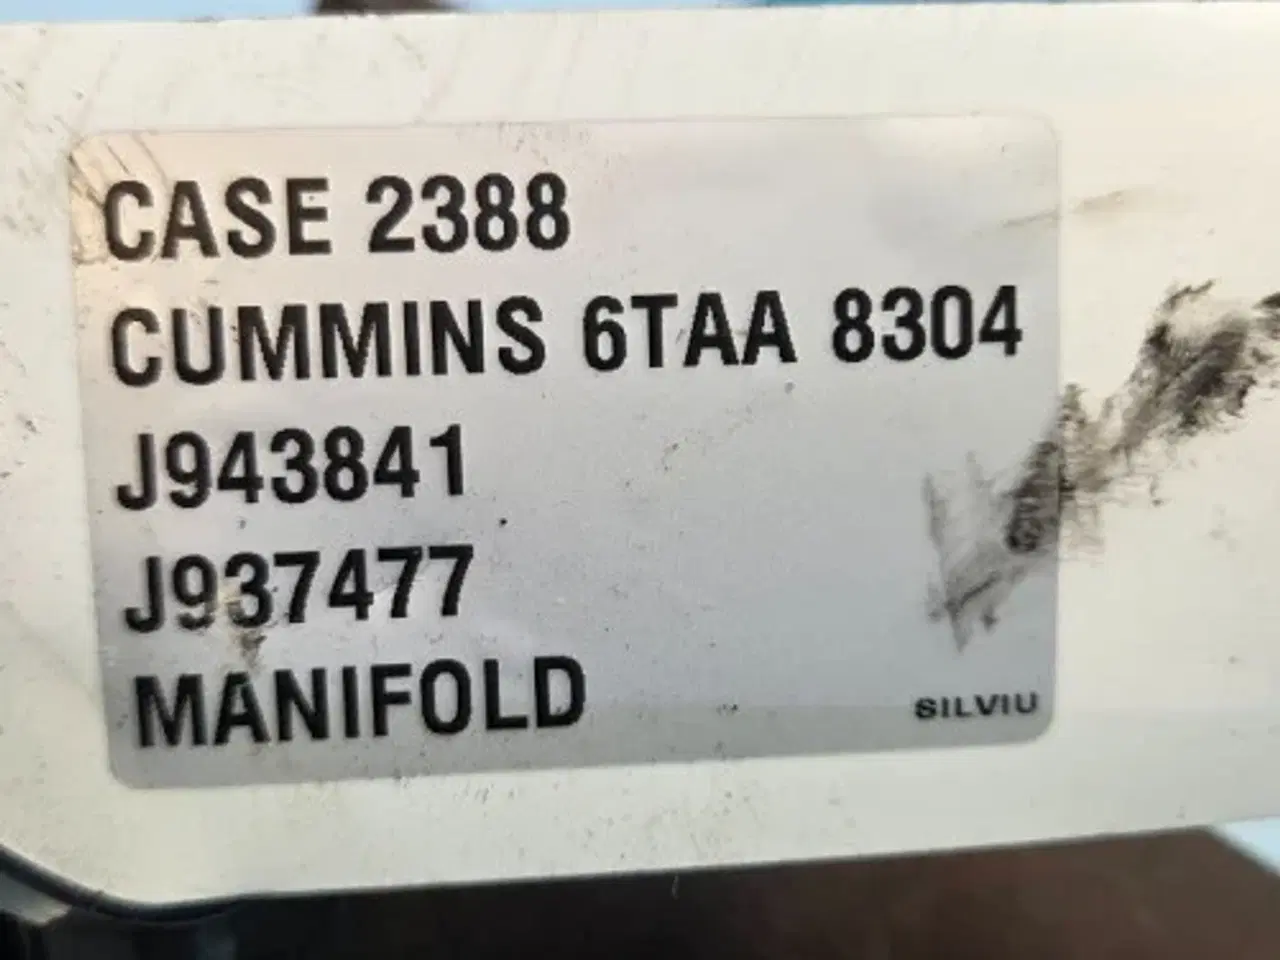 CASE 2388
CUMMINS 6TAA 8304
J943841
J937477
MANIFOLD
SILVIU